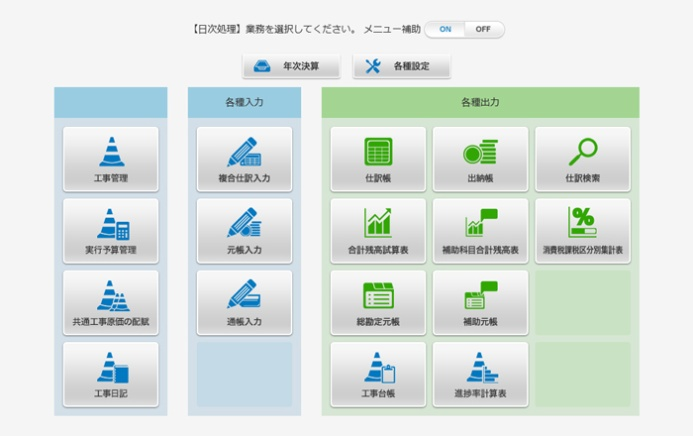 【日次処理】業務を選択してください。 メニュー補助 ON OFF
年次決算 各種設定
各種入力 各種出力
工事管理 複合仕訳入力 仕訳帳 出納帳 仕訳検索
実行予算管理 元帳入力 合計残高試算表 補助科目合計残高表 消費税課税区分別集計表
共通工事原価の配賦 通帳入力 総勘定元帳 補助元帳
工事日記 工事台帳 進捗率計算表